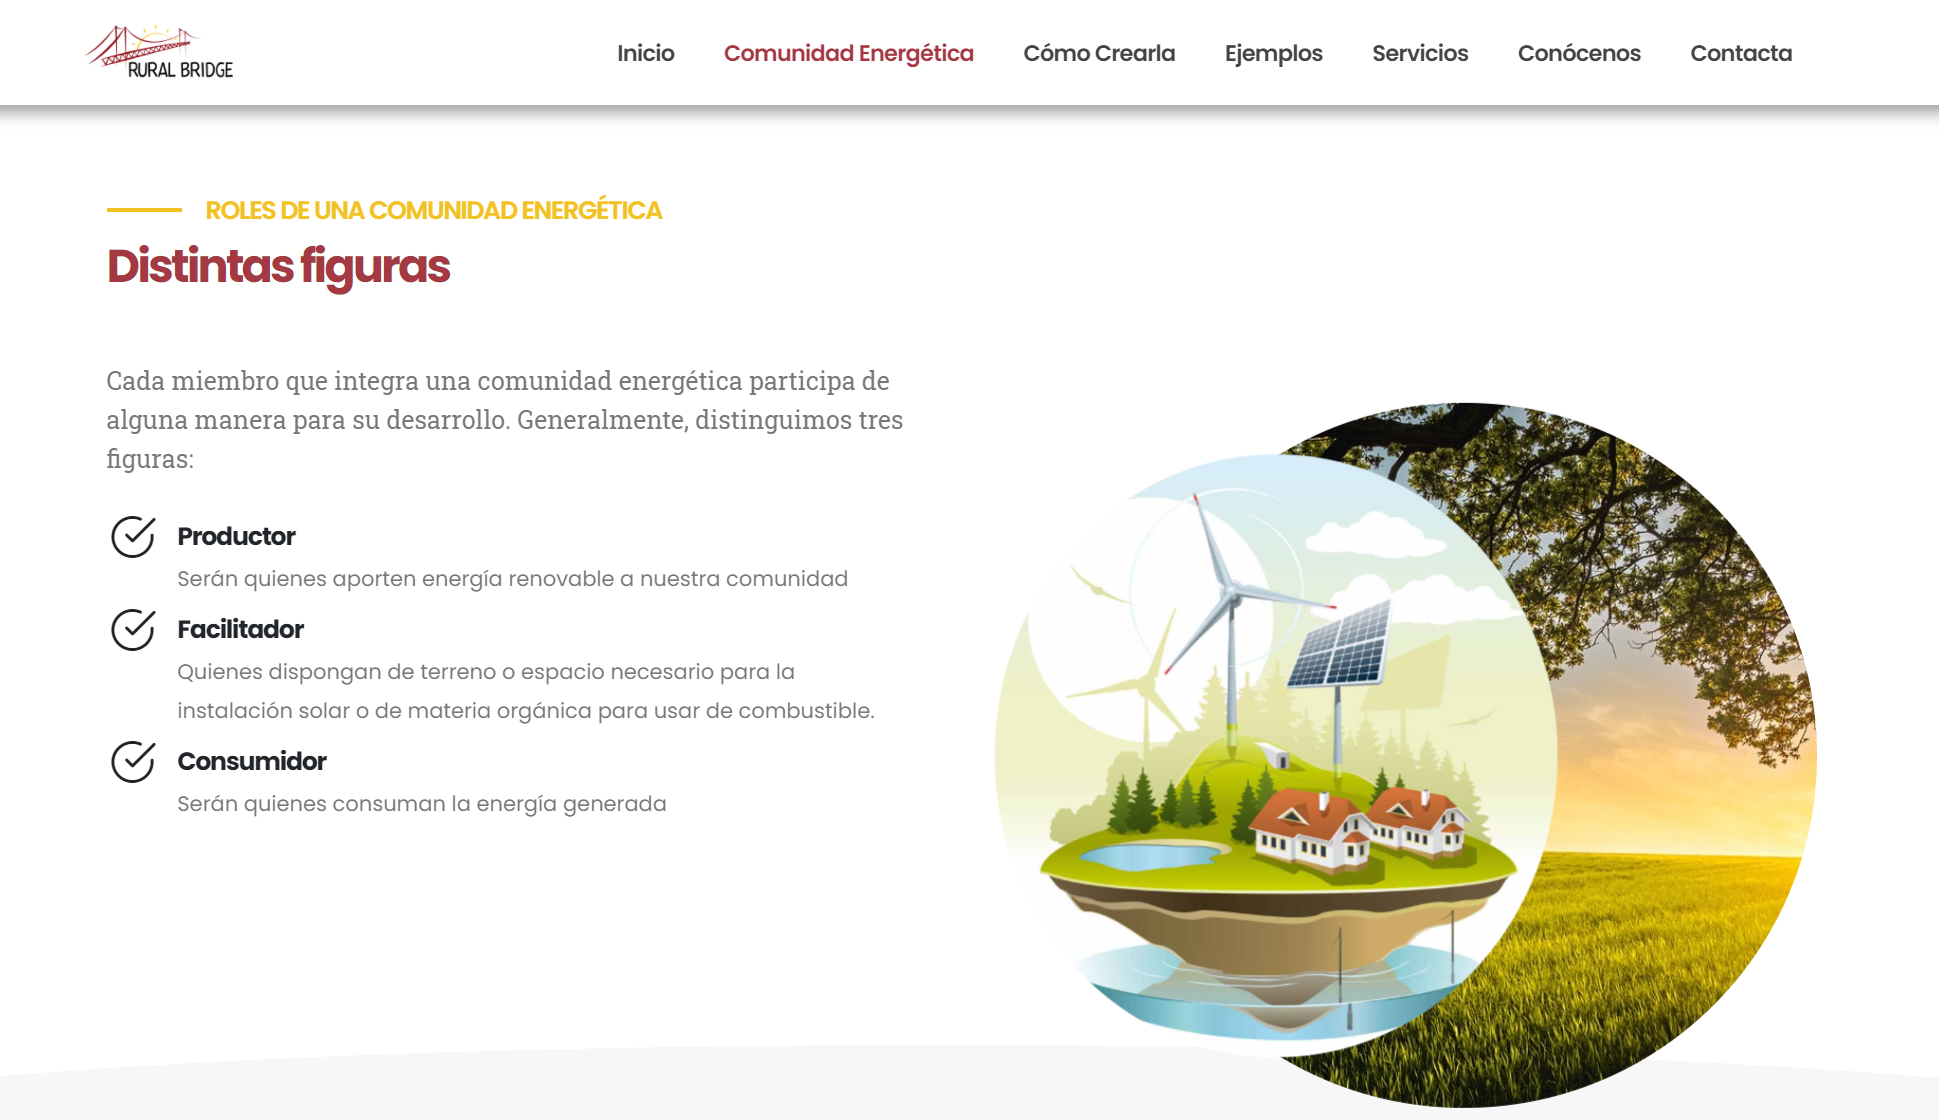 RURAL BRIDGE
Inicio
Comunidad Energética
Cómo Crearla
Ejemplos
Servicios
Conócenos
Contacta
ROLES DE UNA COMUNIDAD ENERGÉTICA
Distintas figuras
Cada miembro que integra una comunidad energética participa de
alguna manera para su desarrollo. Generalmente, distinguimos tres
figuras:
Productor
Serán quienes aporten energía renovable a nuestra comunidad
Facilitador
Quienes dispongan de terreno o espacio necesario para la
instalación solar o de materia orgánica para usar de combustible.
Consumidor
Serán quienes consuman la energía generada